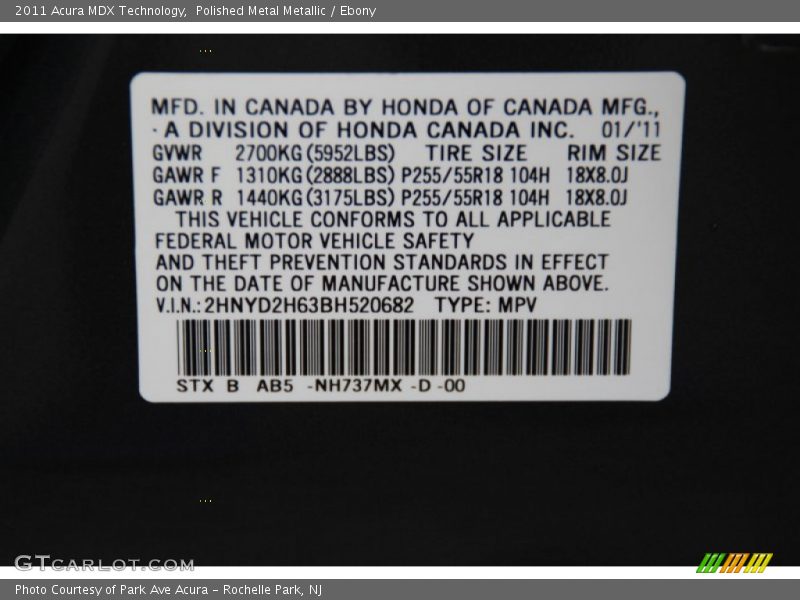 2011 Acura MDX Technology,  Polished Metal Metallic / Ebony
MFD. IN CANADA BY HONDA OF CANADA MFG.,
A DIVISION OF HONDA CANADA INC. 01/'11
GVWR 2700KG(5952LBS) TIRE SIZE RIM SIZE
GAWR F 1310KG(2888LBS) P255/55R18 104H 18X8.0J
GAWR R 1440KG(3175LBS) P255/55R18 104H 18X8.0J
THIS VEHICLE CONFORMS TO ALL APPLICABLE
FEDERAL MOTOR VEHICLE SAFETY
AND THEFT PREVENTION STANDARDS IN EFFECT
ON THE DATE OF MANUFACTURE SHOWN ABOVE.
V.I.N.:2HNYD2H63BH520682 TYPE: MPV
STX B AB5 -NH737MX -D -00
GTCARLOT.COM
Photo Courtesy of Park Ave Acura – Rochelle Park, NJ